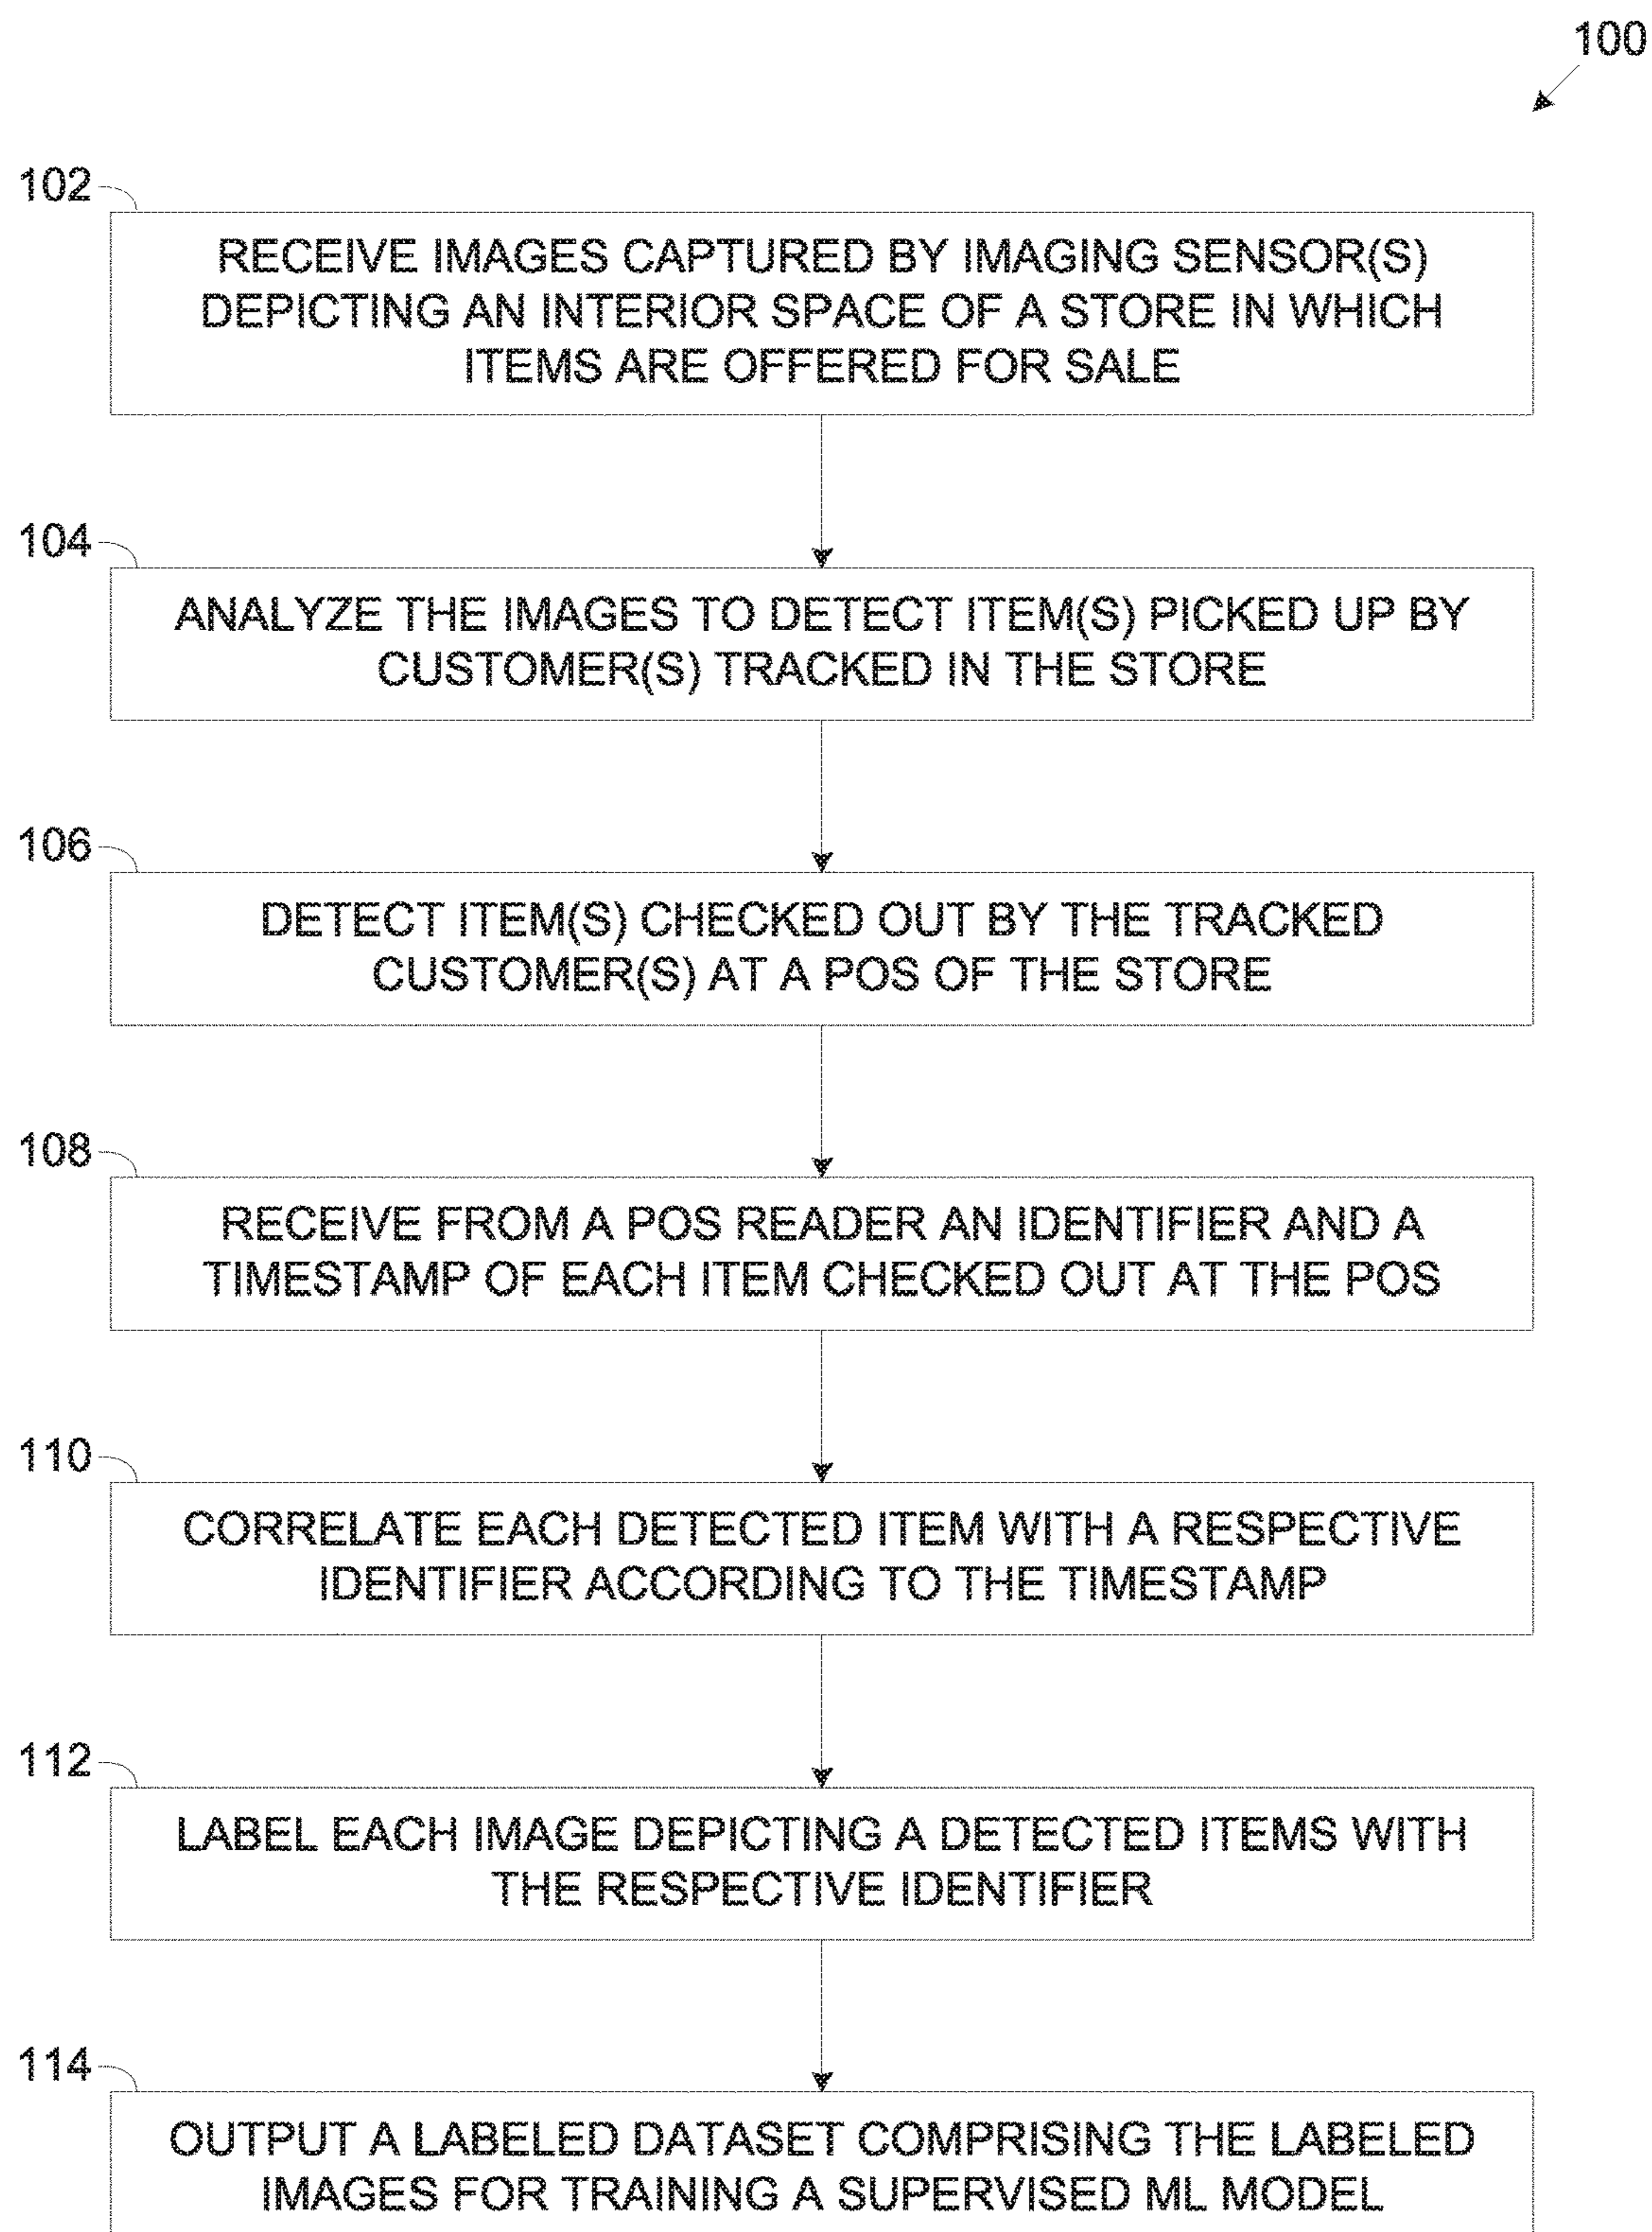 100
102
RECEIVE IMAGES CAPTURED BY IMAGING SENSOR(S)
DEPICTING AN INTERIOR SPACE OF A STORE IN WHICH
ITEMS ARE OFFERED FOR SALE
104
ANALYZE THE IMAGES TO DETECT ITEM(S) PICKED UP BY
CUSTOMER(S) TRACKED IN THE STORE
106
DETECT ITEM(S) CHECKED OUT BY THE TRACKED
CUSTOMER(S) AT A POS OF THE STORE
108
RECEIVE FROM A POS READER AN IDENTIFIER AND A
TIMESTAMP OF EACH ITEM CHECKED OUT AT THE POS
110
CORRELATE EACH DETECTED ITEM WITH A RESPECTIVE
IDENTIFIER ACCORDING TO THE TIMESTAMP
112
LABEL EACH IMAGE DEPICTING A DETECTED ITEMS WITH
THE RESPECTIVE IDENTIFIER
114
OUTPUT A LABELED DATASET COMPRISING THE LABELED
IMAGES FOR TRAINING A SUPERVISED ML MODEL